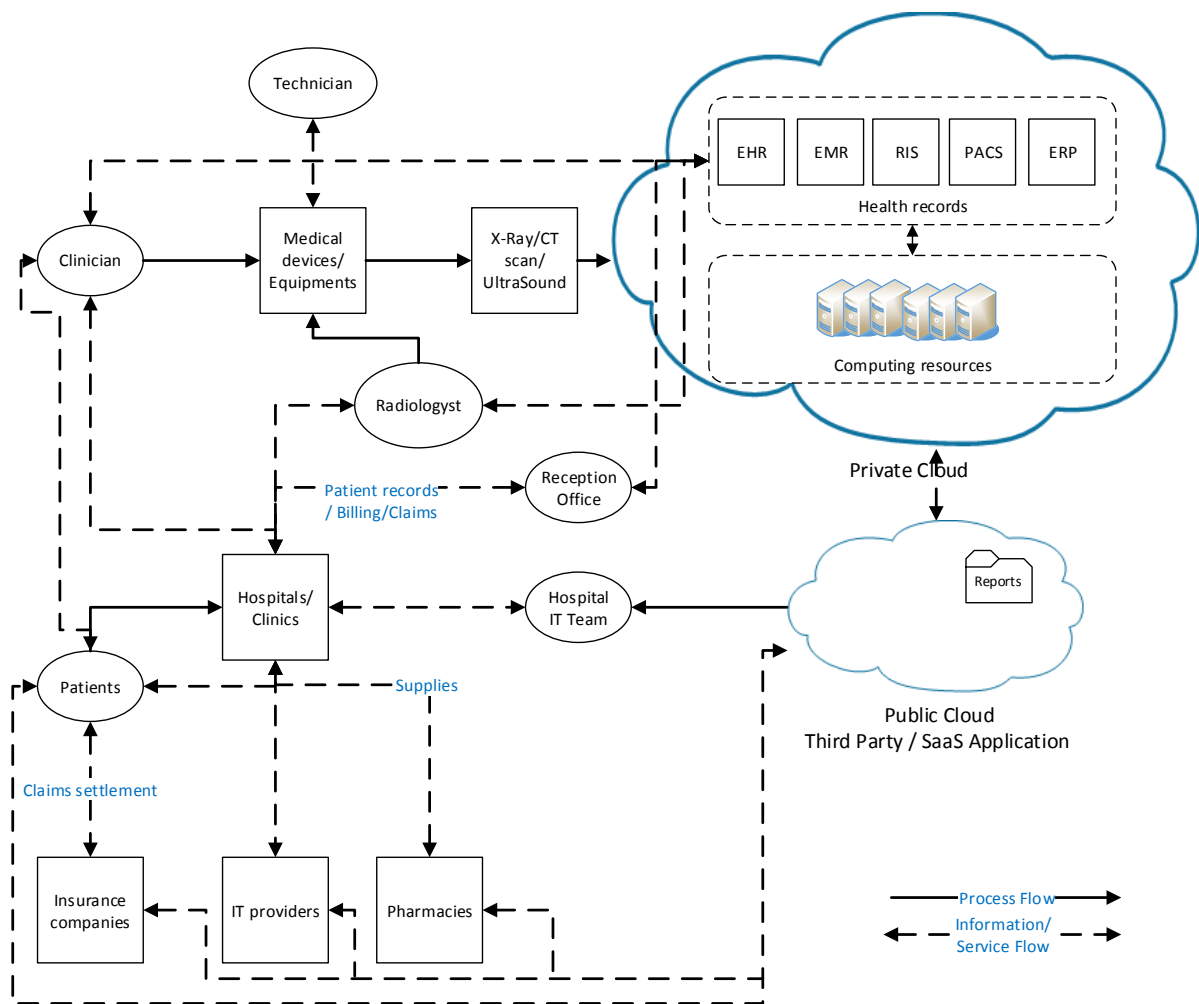 Technician
EHR
EMR
RIS
PACS
ERP
Health records
Clinician
Medical
devices/
Equipments
X-Ray/CT
scan/
UltraSound
Computing resources
Radiologyst
Private Cloud
Reception
Office
Patient records
/ Billing/Claims
Hospitals/
Clinics
Hospital
IT Team
Reports
Patients
Supplies
Public Cloud
Third Party / SaaS Application
Claims settlement
Insurance
companies
IT providers
Pharmacies
Process Flow
Information/
Service Flow